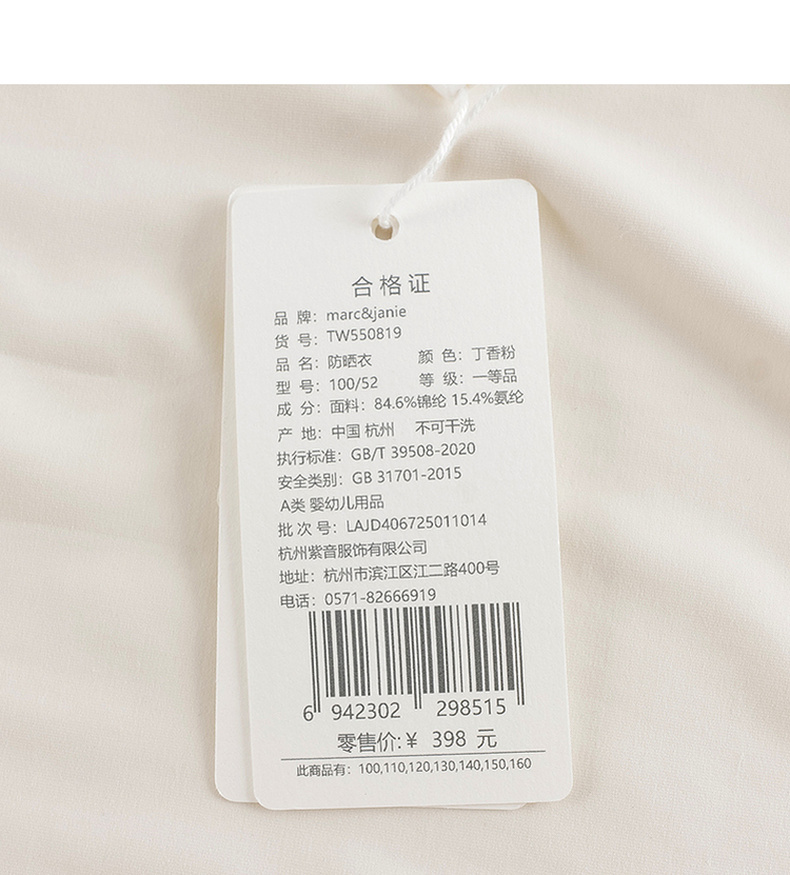 合格证
品 牌：marc&janie
货 号：TW550819
品 名：防晒衣 颜 色：丁香粉
型 号：100/52 等 级：一等品
成 分：面料：84.6%锦纶 15.4%氨纶
产 地：中国 杭州 不可干洗
执行标准：GB/T 39508-2020
安全类别：GB 31701-2015
A类 婴幼儿用品
批 次 号：LAJD406725011014
杭州紫音服饰有限公司
地址：杭州市滨江区江二路400号
电话：0571-82666919
6 942302 298515
零售价:¥ 398 元
此商品有：100,110,120,130,140,150,160